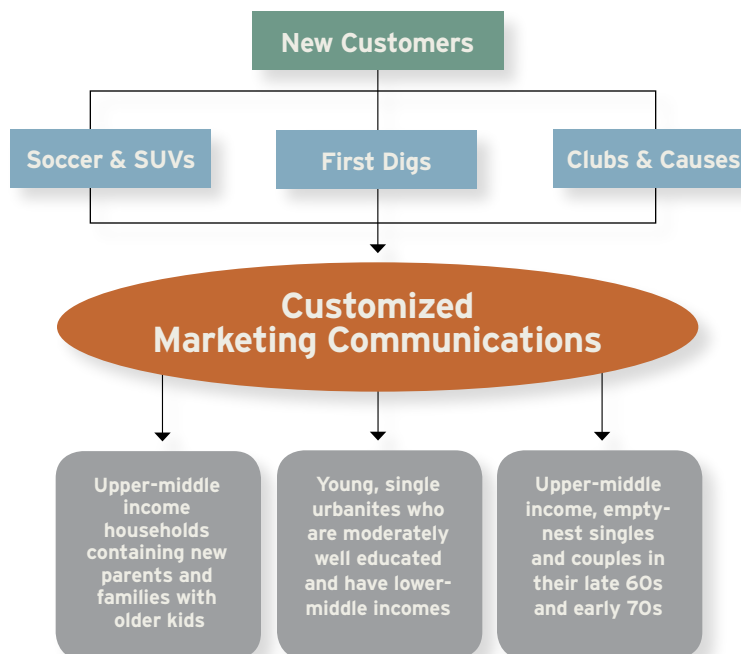 New Customers
Soccer & SUVs
First Digs
Clubs & Causes
Customized
Marketing Communications
Upper-middle
income
households
containing new
parents and
families with
older kids
Young, single
urbanites who
are moderately
well educated
and have lower-
middle incomes
Upper-middle
income, empty-
nest singles
and couples in
their late 60s
and early 70s